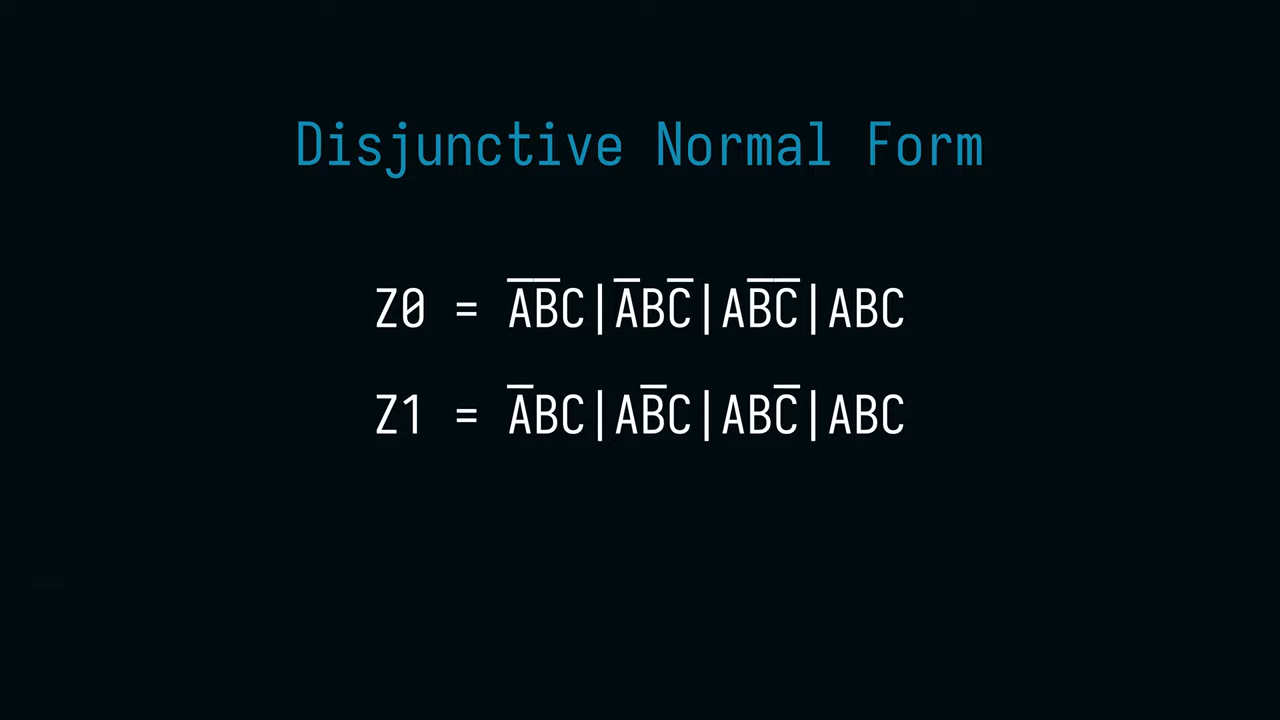 Disjunctive Normal Form
Z0 = A̅B̅C|A̅BC̅|AB̅C̅|ABC
Z1 = A̅BC|AB̅C|ABC̅|ABC